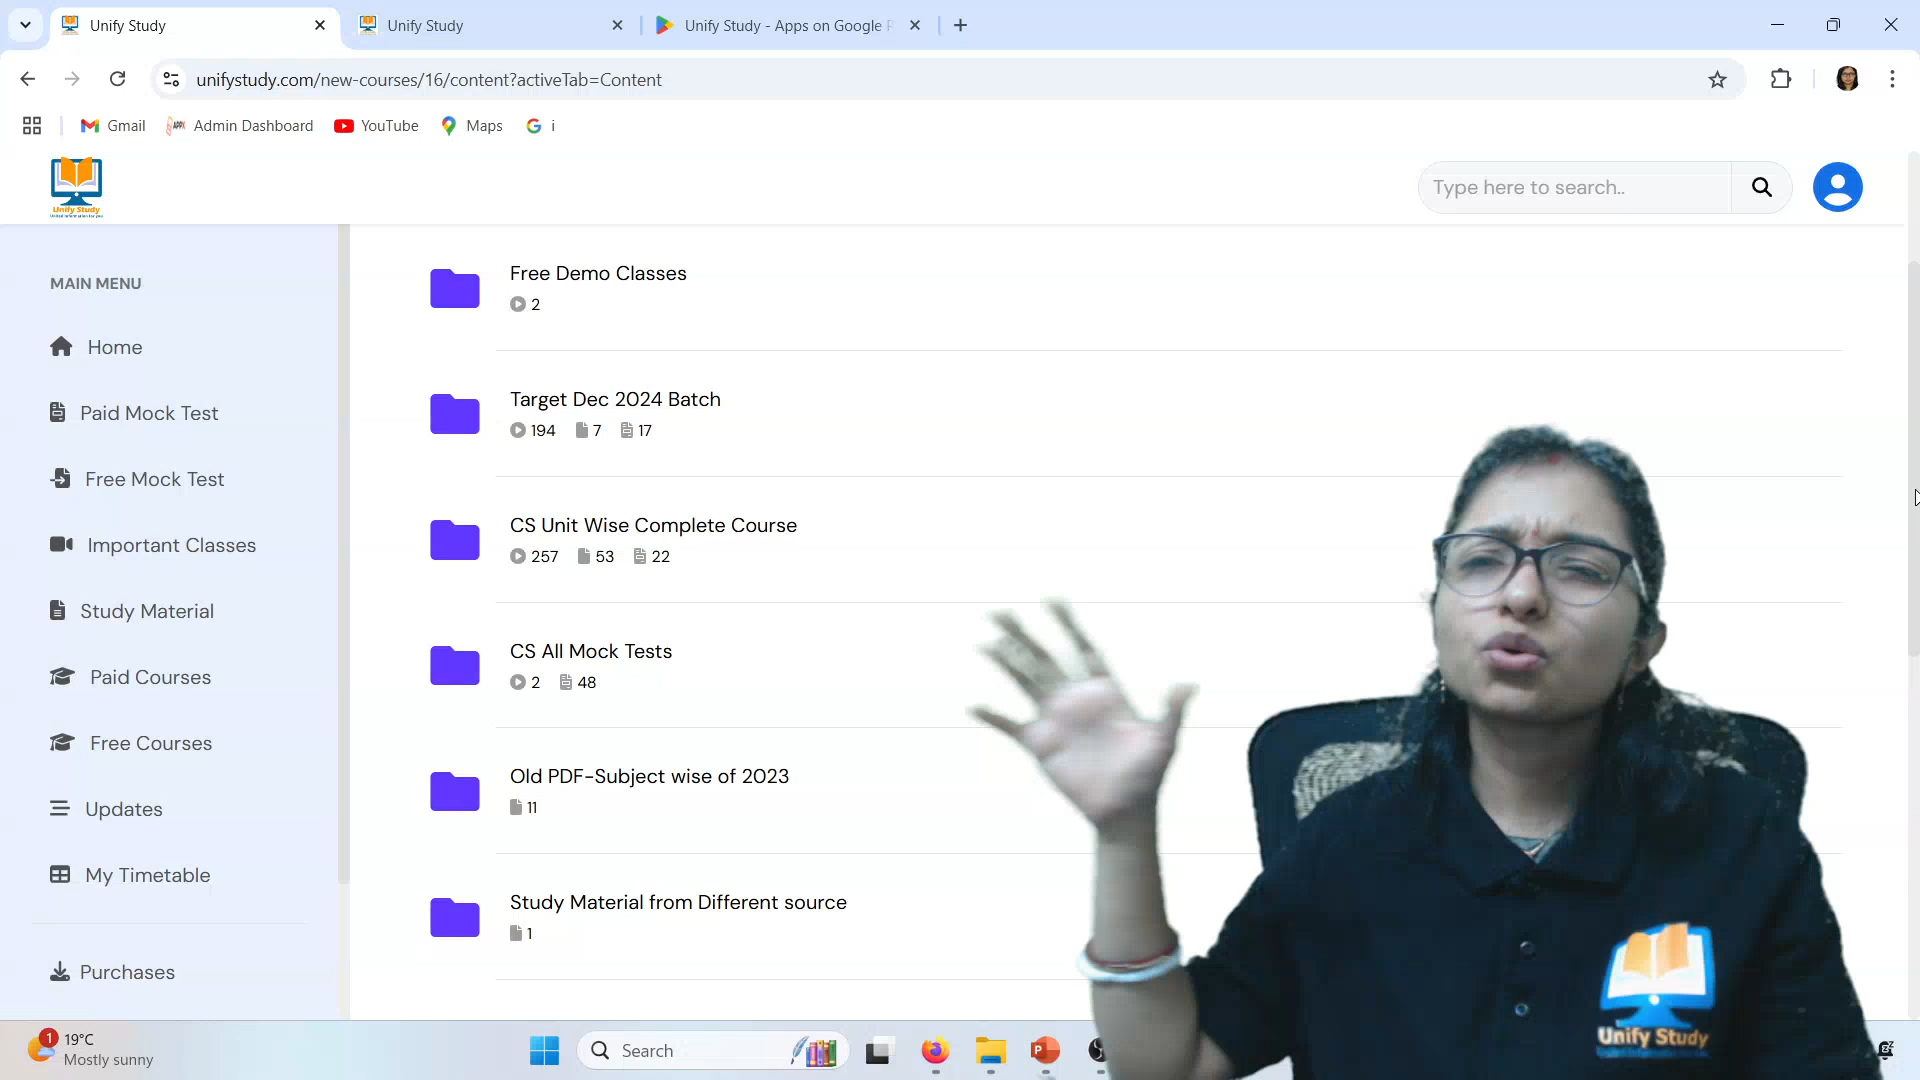 Unify Study
Unify Study
Unify Study - Apps on Google P
unifystudy.com/new-courses/16/content?activeTab=Content
Gmail
Admin Dashboard
YouTube
Maps
i
Unify Study
Type here to search..
MAIN MENU
Home
Paid Mock Test
Free Mock Test
Important Classes
Study Material
Paid Courses
Free Courses
Updates
My Timetable
Purchases
Free Demo Classes
2
Target Dec 2024 Batch
194 7 17
CS Unit Wise Complete Course
257 53 22
CS All Mock Tests
2 48
Old PDF-Subject wise of 2023
11
Study Material from Different source
1
Unify Study
1
19°C
Mostly sunny
Search